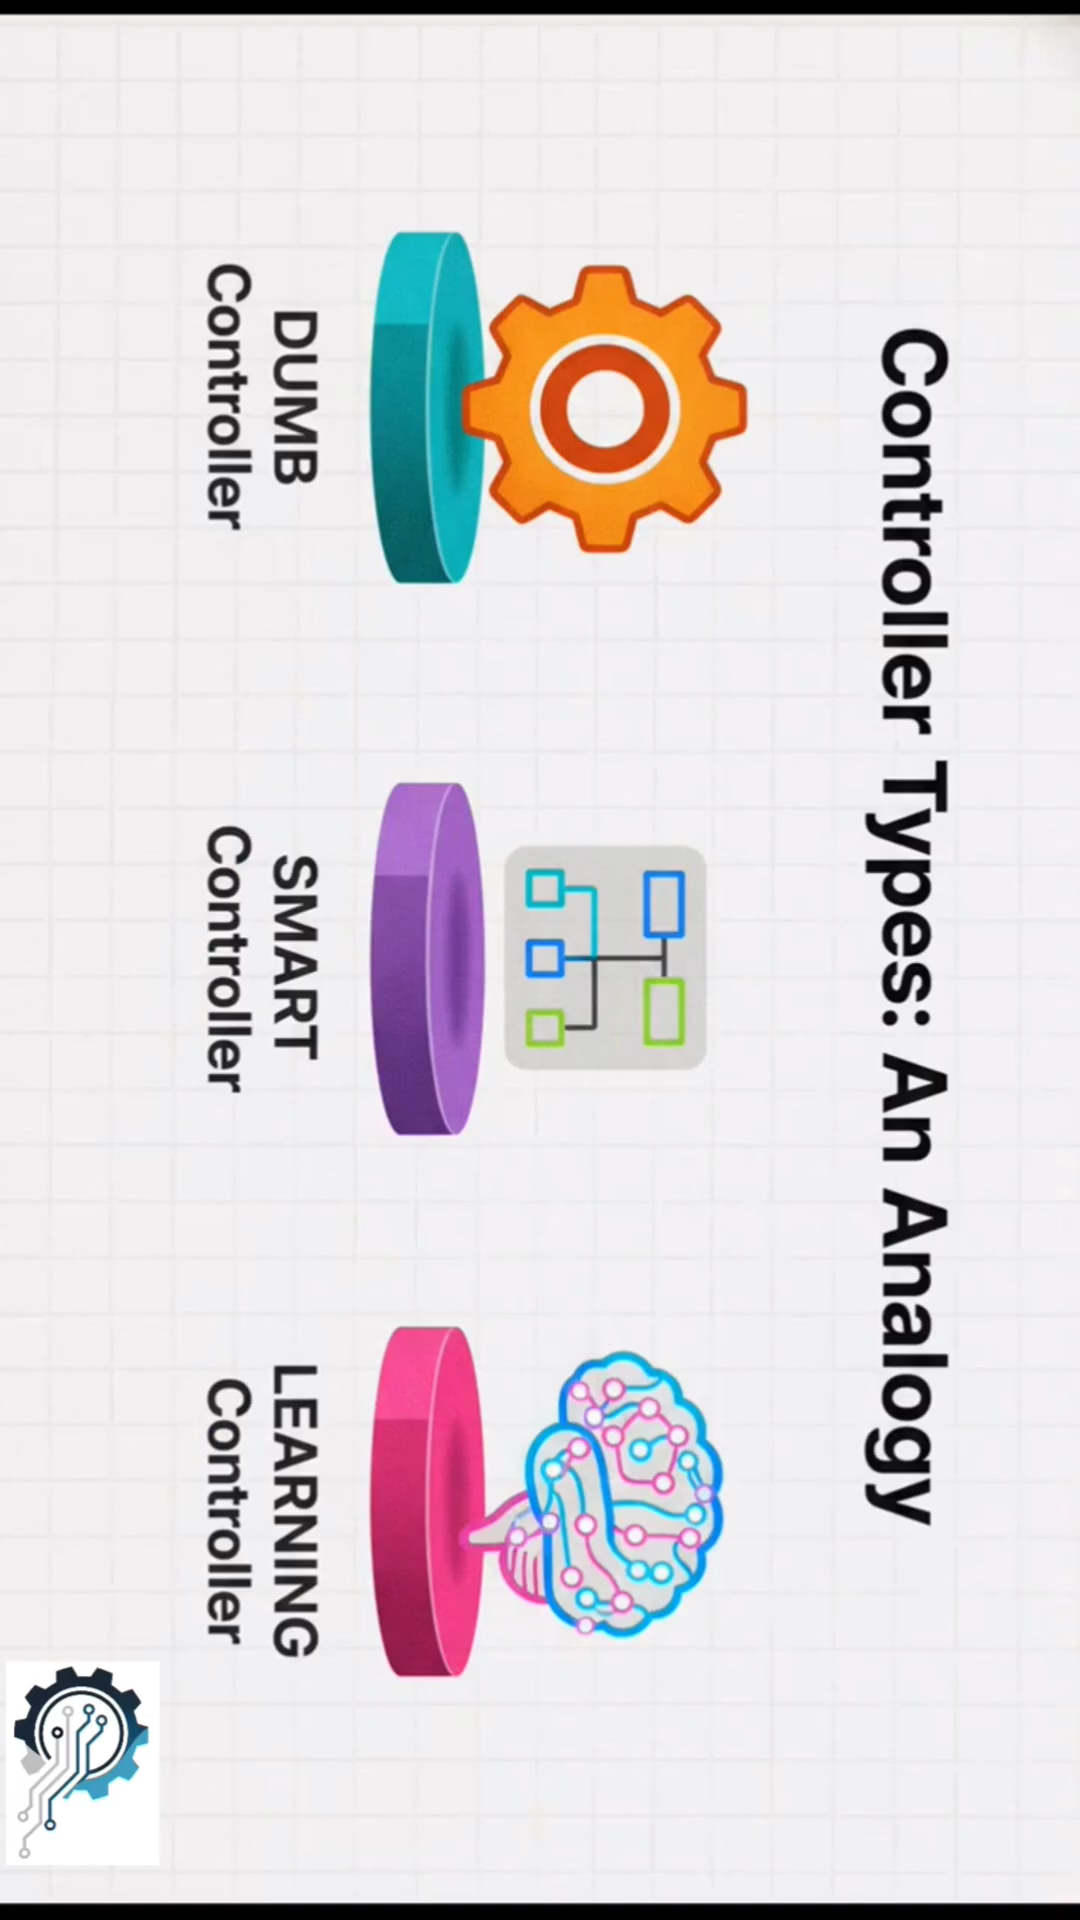 Controller Types: An Analogy
DUMB
Controller
SMART
Controller
LEARNING
Controller